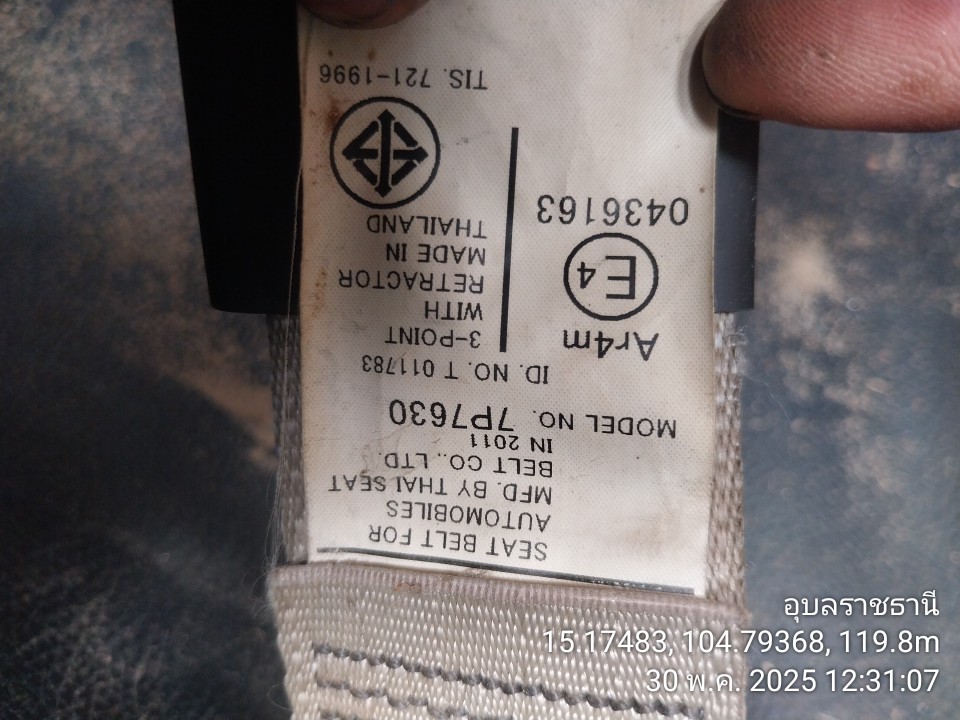 SEAT BELT FOR
AUTOMOBILES
MFD. BY THAI SEAT
BELT CO., LTD.
IN 2011
MODEL NO. 7P7630
ID. NO. T 011783
Ar4m
E4
0436163
3-POINT
WITH
RETRACTOR
MADE IN
THAILAND
TIS. 721-1996
อุบลราชธานี
15.17483, 104.79368, 119.8m
30 พ.ค. 2025 12:31:07